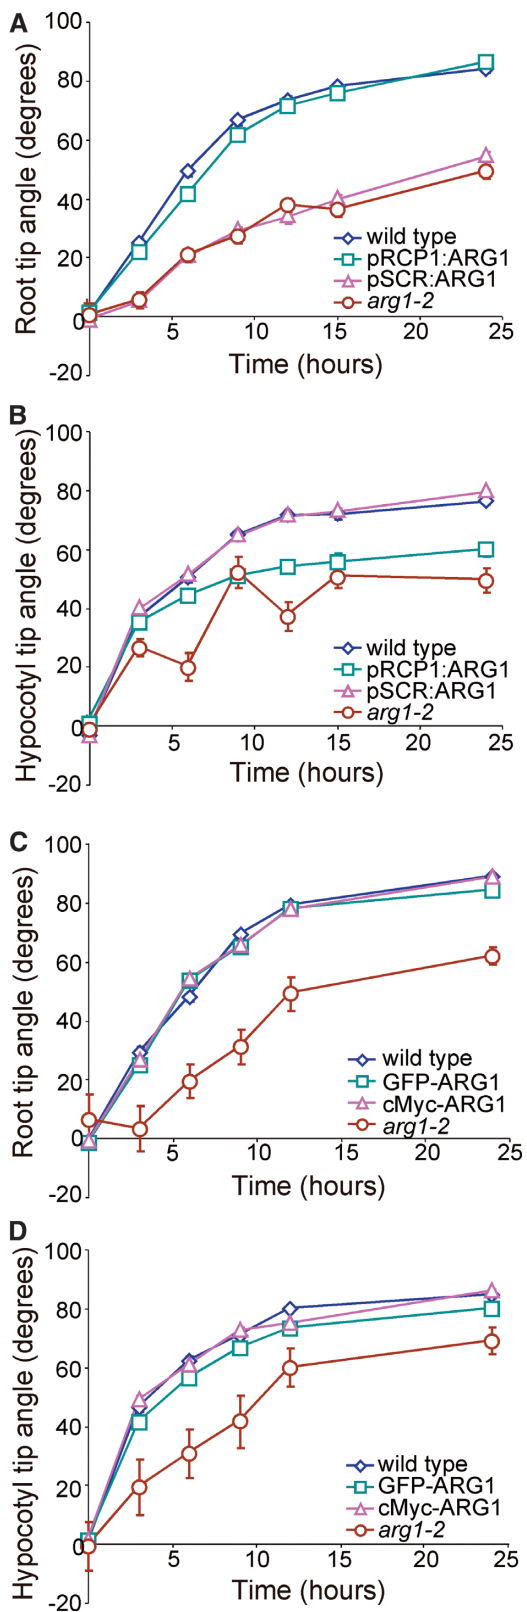 A
Root tip angle (degrees)
100
80
60
40
20
0
-20
5
10
15
20
25
Time (hours)
wild type
pRCP1:ARG1
pSCR:ARG1
arg1-2
B
Hypocotyl tip angle (degrees)
100
80
60
40
20
0
-20
5
10
15
20
25
Time (hours)
wild type
pRCP1:ARG1
pSCR:ARG1
arg1-2
C
Root tip angle (degrees)
100
80
60
40
20
0
-20
5
10
15
20
25
Time (hours)
wild type
GFP-ARG1
cMyc-ARG1
arg1-2
D
Hypocotyl tip angle (degrees)
100
80
60
40
20
0
-20
5
10
15
20
25
Time (hours)
wild type
GFP-ARG1
cMyc-ARG1
arg1-2